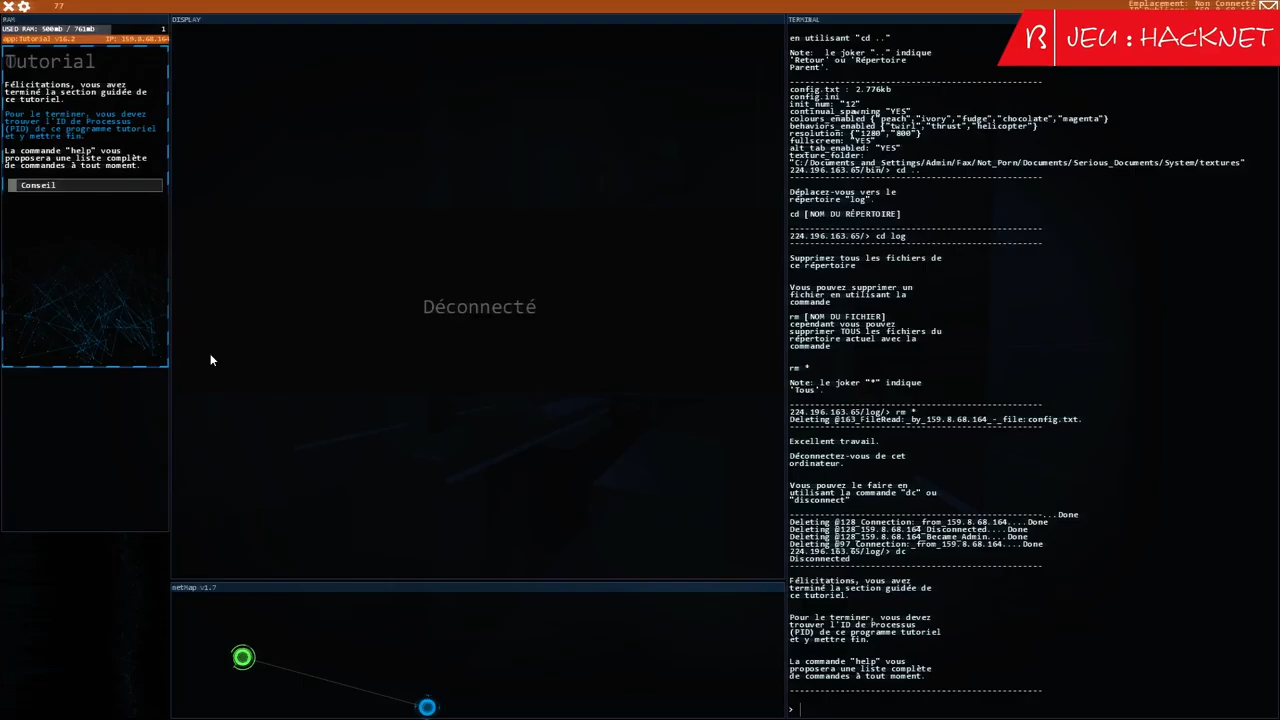 77
Emplacement: Non Connecté
RAM
USED RAM: 500mb / 761mb 1
app:Tutorial v16.2 IP: 159.8.68.164
Tutorial
Félicitations, vous avez
terminé la section guidée de
ce tutoriel.
Pour le terminer, vous devez
trouver l'ID de Processus
(PID) de ce programme tutoriel
et y mettre fin.
La commande "help" vous
proposera une liste complète
de commandes à tout moment.
Conseil
DISPLAY
Déconnecté
netMap v1.7
TERMINAL
JEU : HACKNET
en utilisant "cd .."
Note: le joker ".." indique
'Retour' ou 'Répertoire
Parent'.
---------------------------------------------------
config.txt : 2.776kb
config.ini
init_num: "12"
continual_spawning "YES"
colours_enabled {"peach","ivory","fudge","chocolate","magenta"}
behaviors_enabled {"twirl","thrust","helicopter"}
resolution: {"1280","800"}
fullscreen: "YES"
alt_tab_enabled: "YES"
texture_folder:
"C:/Documents_and_Settings/Admin/Fax/Not_Porn/Documents/Serious_Documents/System/textures"
224.196.163.65/bin/> cd ..
---------------------------------------------------
Déplacez-vous vers le
répertoire "log".
cd [NOM DU RÉPERTOIRE]
---------------------------------------------------
224.196.163.65/> cd log
---------------------------------------------------
Supprimez tous les fichiers de
ce répertoire
Vous pouvez supprimer un
fichier en utilisant la
commande
rm [NOM DU FICHIER]
cependant vous pouvez
supprimer TOUS les fichiers du
répertoire actuel avec la
commande
rm *
Note: le joker "*" indique
'Tous'.
---------------------------------------------------
224.196.163.65/log/> rm *
Deleting @163_FileRead:_by_159.8.68.164_-_file:config.txt.
---------------------------------------------------
Excellent travail.
Déconnectez-vous de cet
ordinateur.
Vous pouvez le faire en
utilisant la commande "dc" ou
"disconnect"
---------------------------------------------------...Done
Deleting @128_Connection:_from_159.8.68.164....Done
Deleting @128_159.8.68.164_Disconnected....Done
Deleting @128_159.8.68.164_Became_Admin....Done
Deleting @97_Connection:_from_159.8.68.164....Done
224.196.163.65/log/> dc
Disconnected
---------------------------------------------------
Félicitations, vous avez
terminé la section guidée de
ce tutoriel.
Pour le terminer, vous devez
trouver l'ID de Processus
(PID) de ce programme tutoriel
et y mettre fin.
La commande "help" vous
proposera une liste complète
de commandes à tout moment.
---------------------------------------------------
>